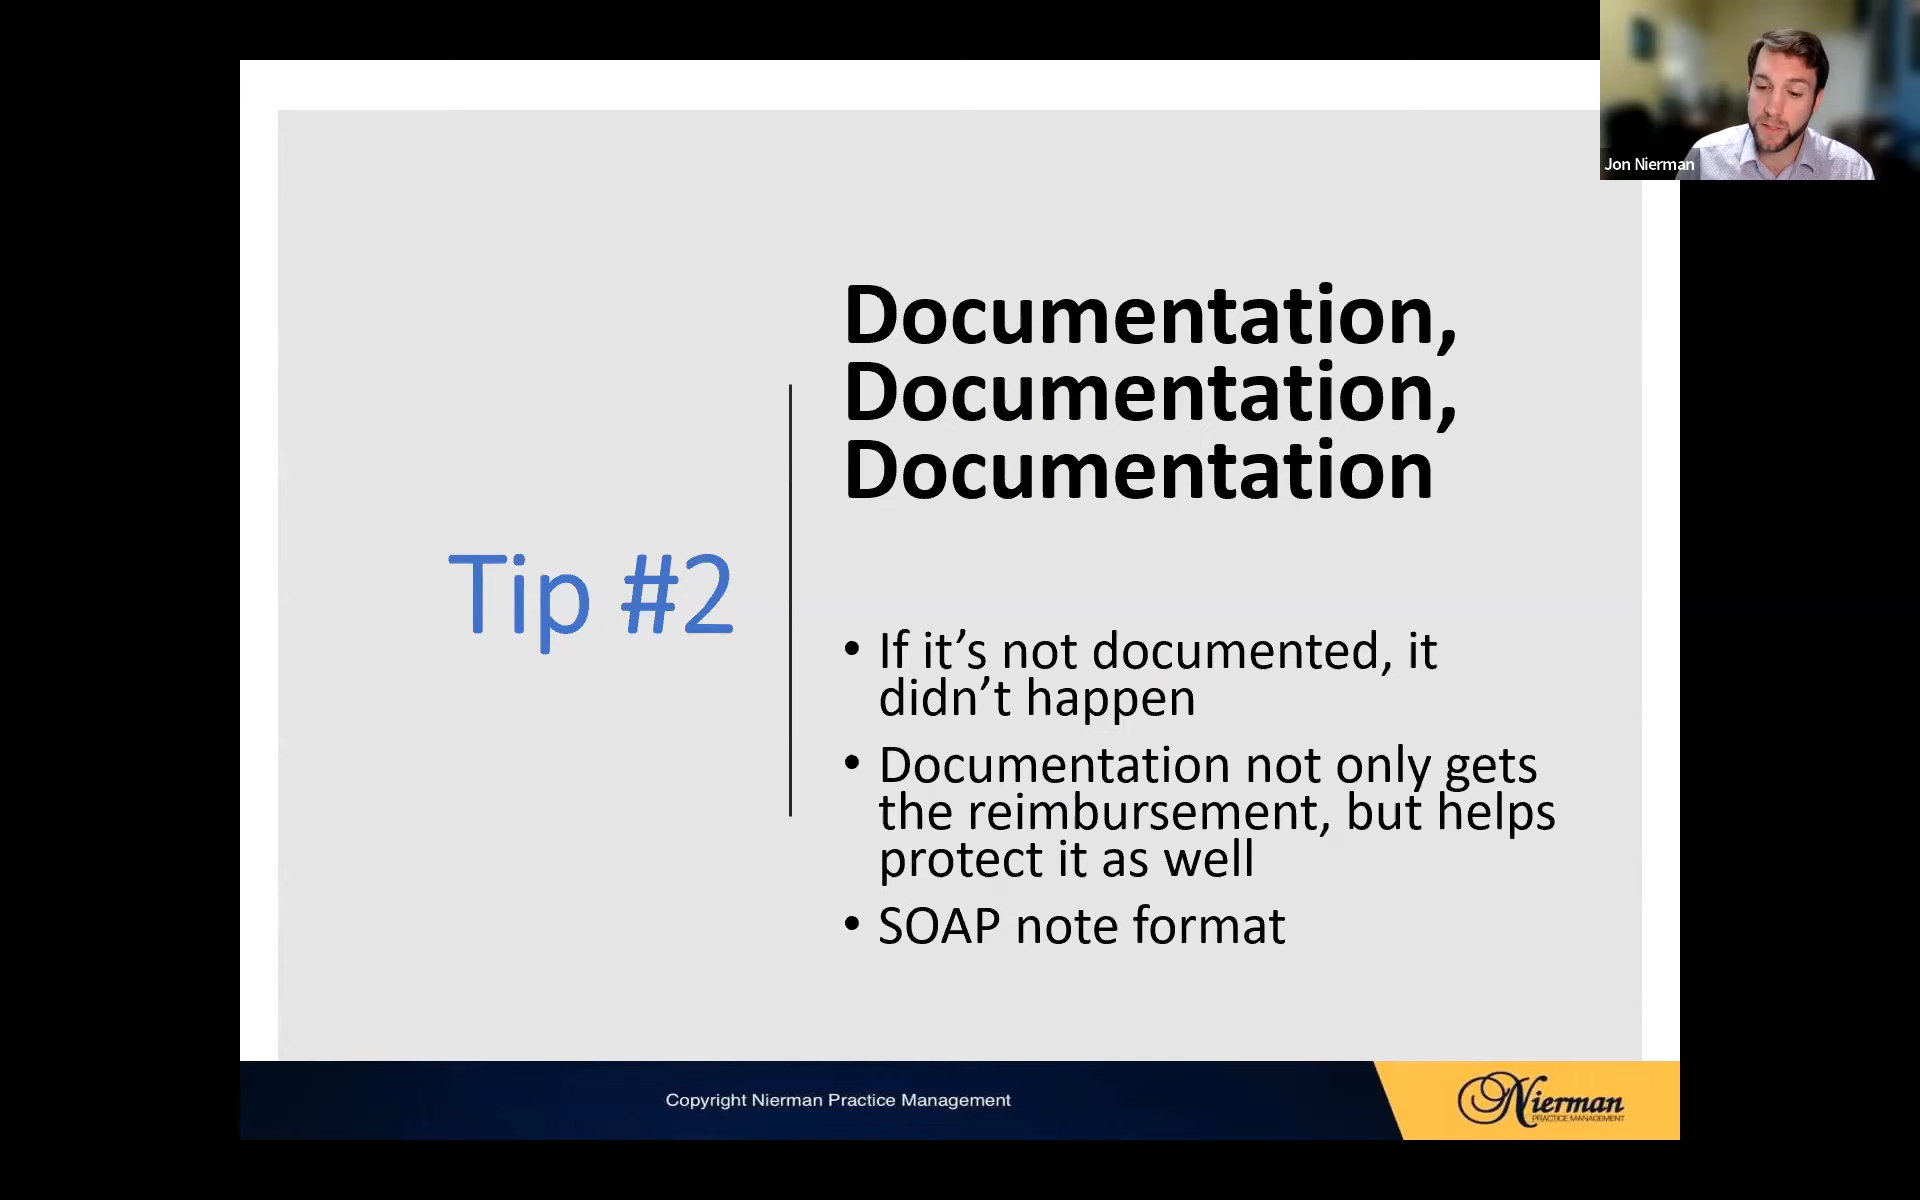 Jon Nierman
Documentation,
Documentation,
Documentation
Tip #2
• If it’s not documented, it
didn’t happen
• Documentation not only gets
the reimbursement, but helps
protect it as well
• SOAP note format
Copyright Nierman Practice Management
Nierman
PRACTICE MANAGEMENT